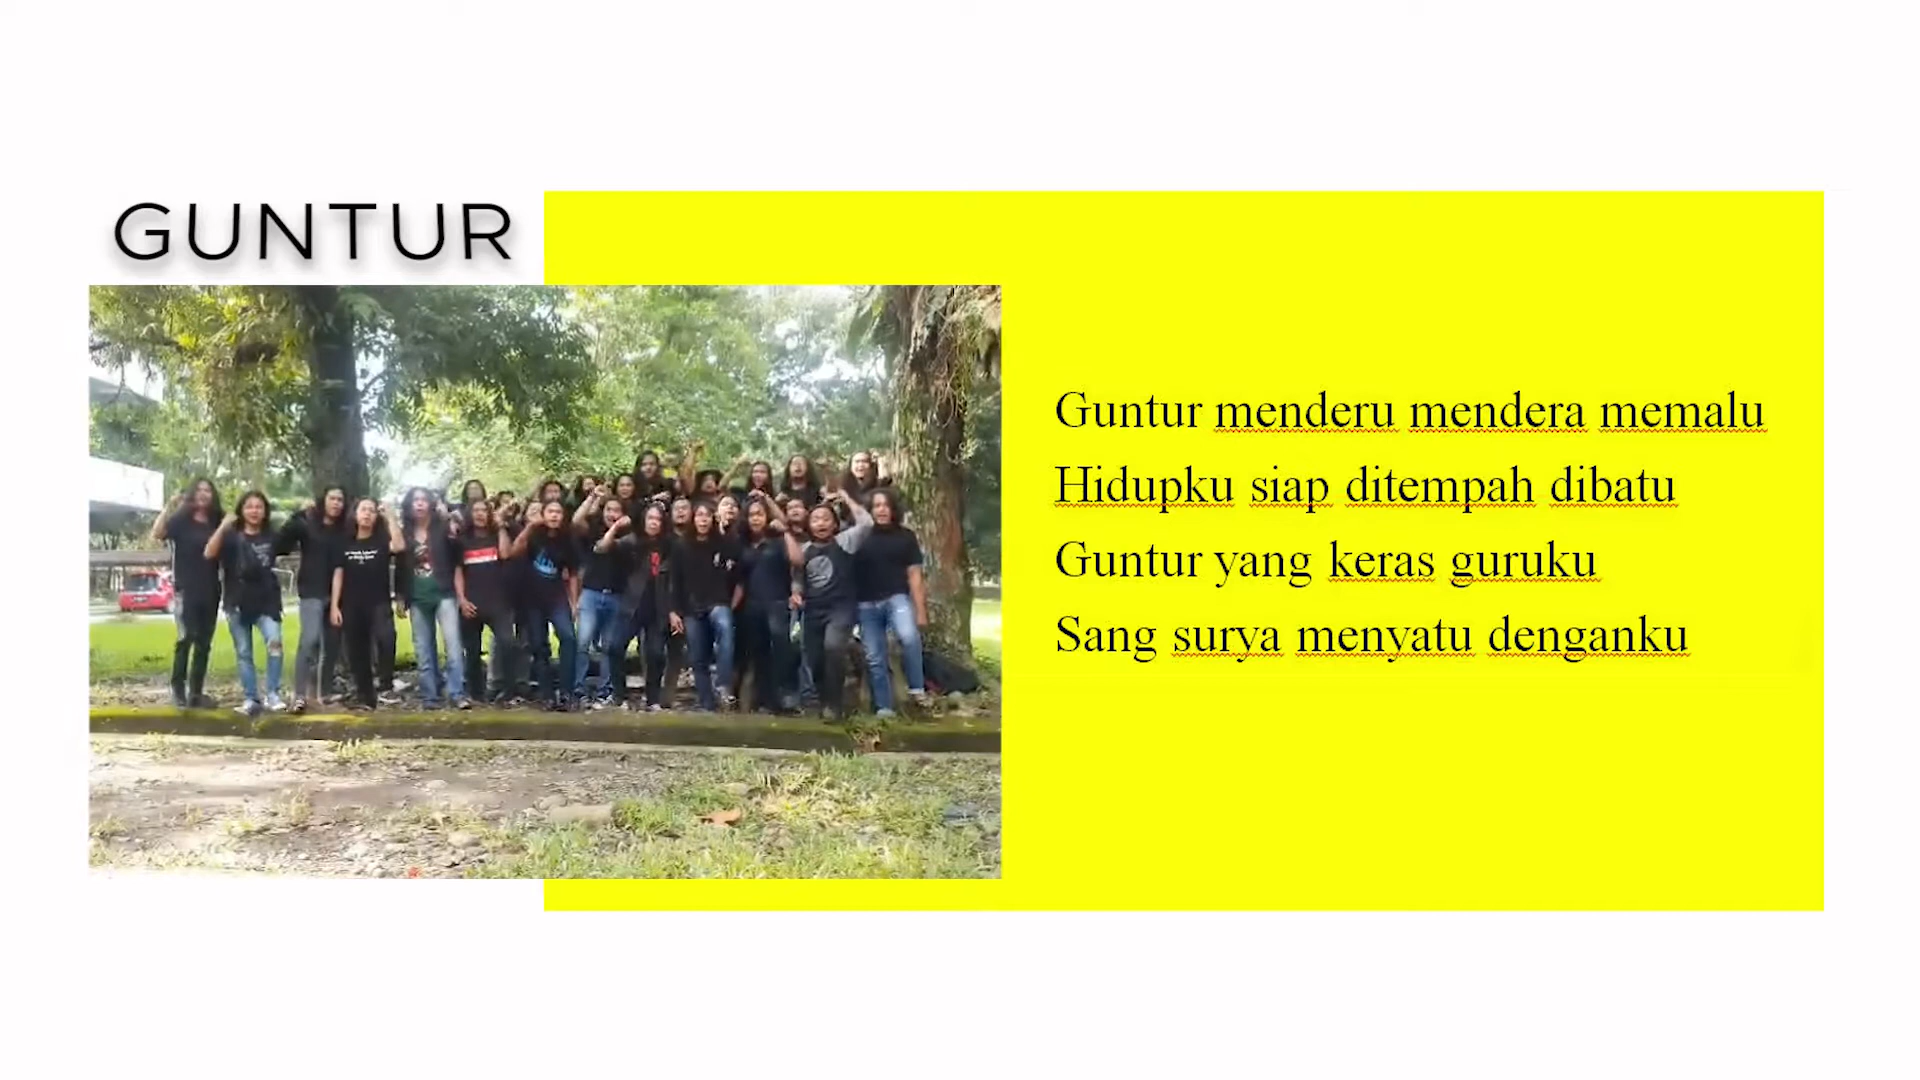 GUNTUR
Guntur menderu mendera memalu
Hidupku siap ditempah dibatu
Guntur yang keras guruku
Sang surya menyatu denganku